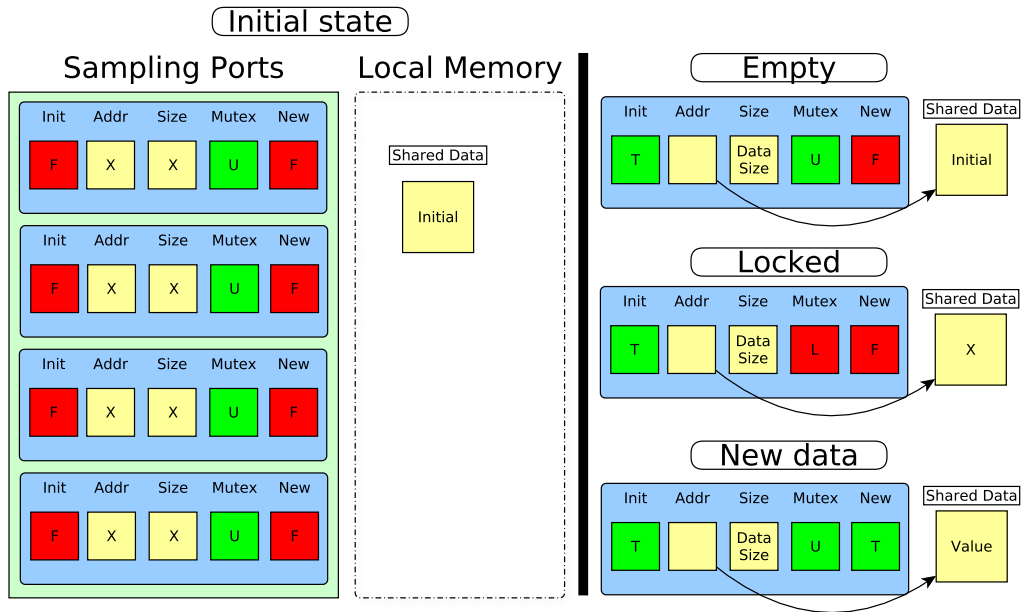 Initial state
Sampling Ports
Init Addr Size Mutex New
F X X U F
Init Addr Size Mutex New
F X X U F
Init Addr Size Mutex New
F X X U F
Init Addr Size Mutex New
F X X U F
Local Memory
Shared Data
Initial
Empty
Init Addr Size Mutex New
T Data Size U F
Shared Data
Initial
Locked
Init Addr Size Mutex New
T Data Size L F
Shared Data
X
New data
Init Addr Size Mutex New
T Data Size U T
Shared Data
Value